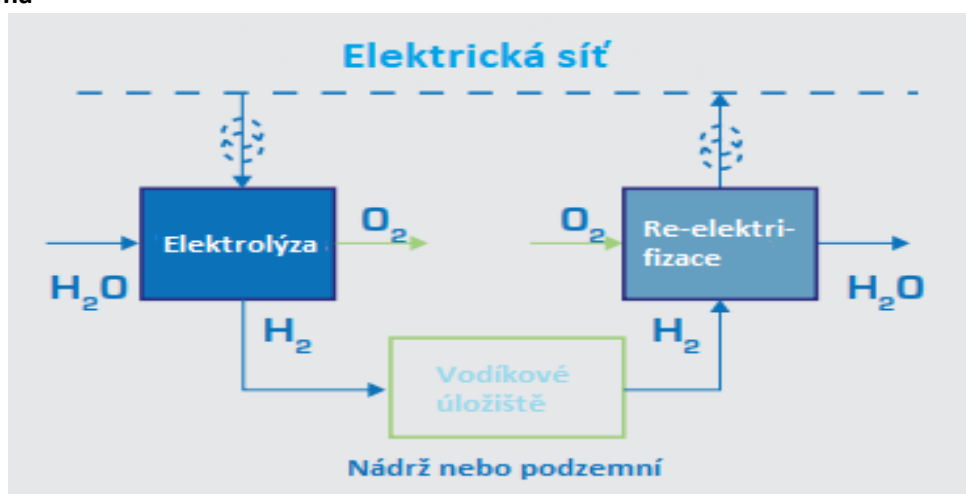 Elektrická síť
Elektrolýza
O₂
O₂
Re-elektri-
fizace
H₂O
H₂O
H₂
H₂
Vodíkové
úložiště
Nádrž nebo podzemní